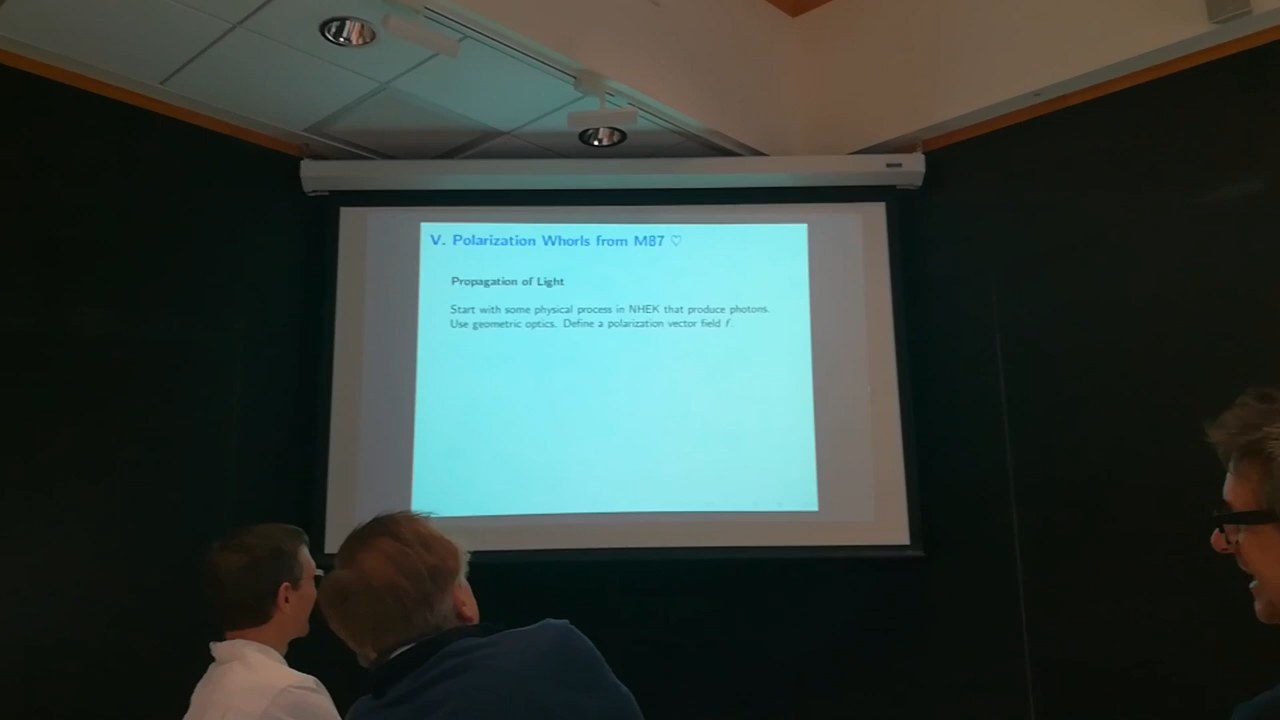 V. Polarization Whorls from M87 ♡
Propagation of Light
Start with some physical process in NHEK that produce photons.
Use geometric optics. Define a polarization vector field f.